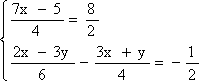 (7x - 5)/4 = 8/2
(2x - 3y)/6 - (3x + y)/4 = - 1/2